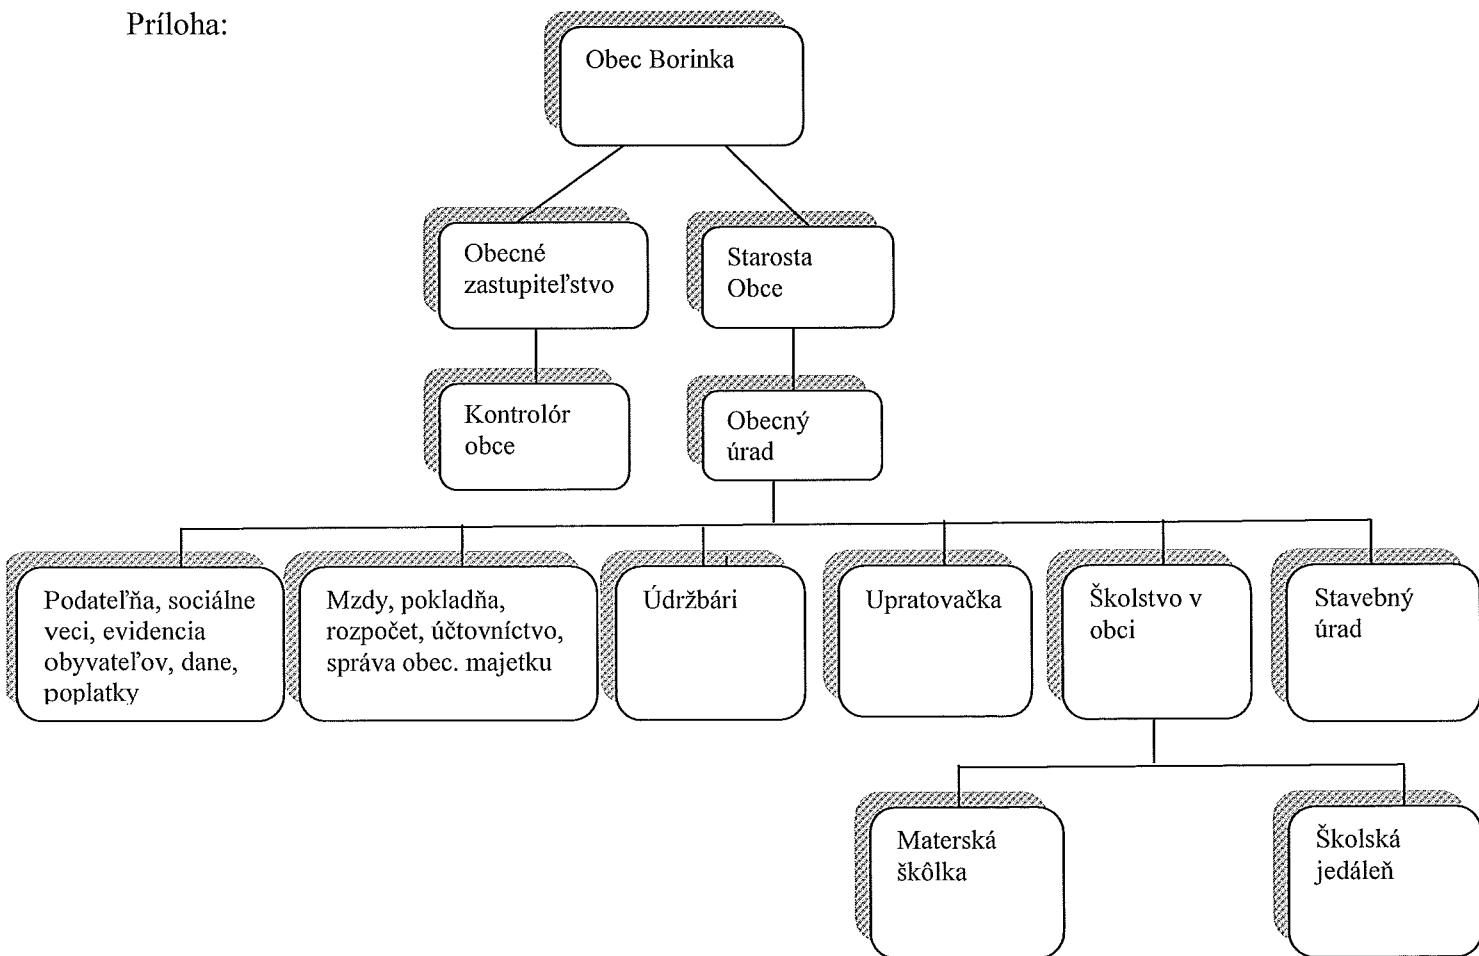 Príloha:
Obec Borinka
Obecné
zastupiteľstvo
Starosta
Obce
Kontrolór
obce
Obecný
úrad
Podateľňa, sociálne
veci, evidencia
obyvateľov, dane,
poplatky
Mzdy, pokladňa,
rozpočet, účtovníctvo,
správa obec. majetku
Údržbári
Upratovačka
Školstvo v
obci
Stavebný
úrad
Materská
škôlka
Školská
jedáleň